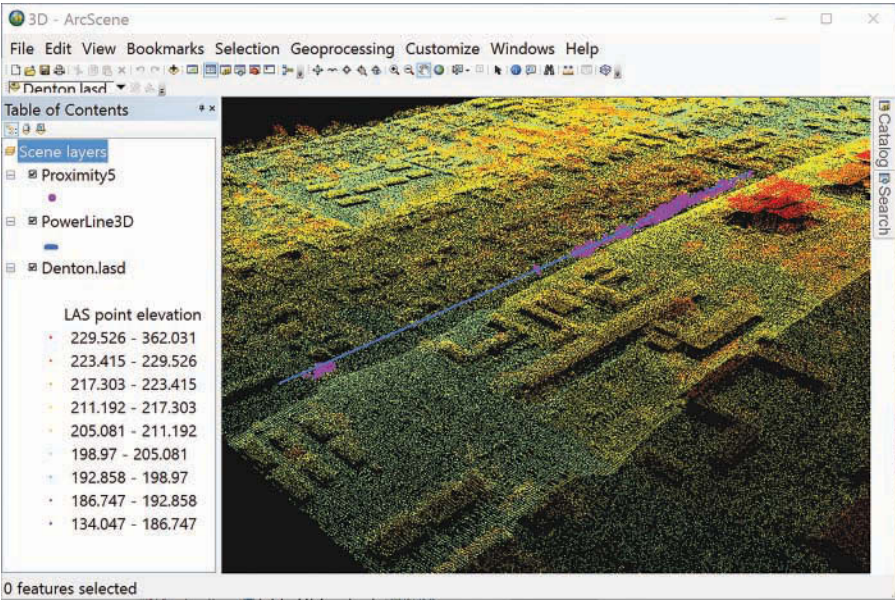 3D - ArcScene
File Edit View Bookmarks Selection Geoprocessing Customize Windows Help
Denton.lasd
Table of Contents
Scene layers
Proximity5
PowerLine3D
Denton.lasd
LAS point elevation
229.526 - 362.031
223.415 - 229.526
217.303 - 223.415
211.192 - 217.303
205.081 - 211.192
198.97 - 205.081
192.858 - 198.97
186.747 - 192.858
134.047 - 186.747
Catalog
Search
0 features selected